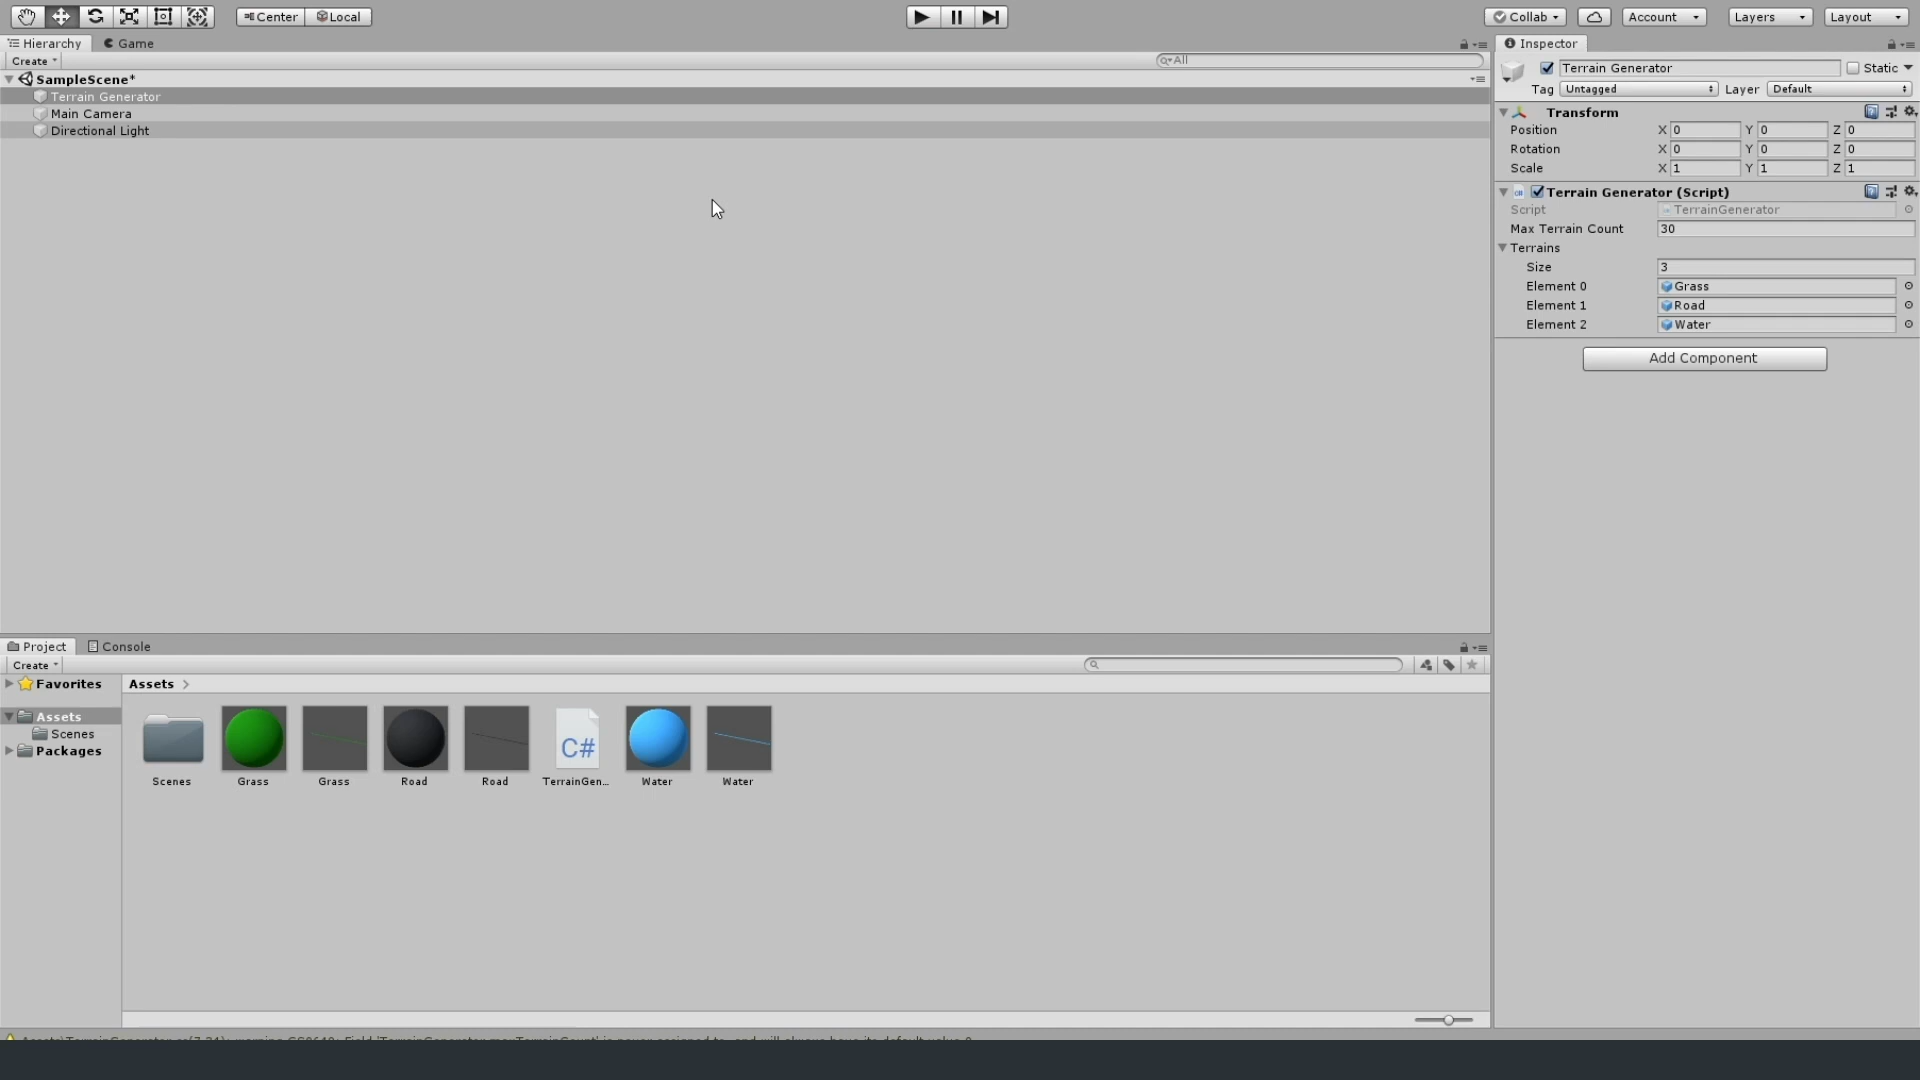 Center Local Collab Account Layers Layout
Hierarchy Game Inspector
Create All
Terrain Generator Static
SampleScene*
Tag Untagged Layer Default
Terrain Generator
Main Camera
Directional Light
Transform
Position X 0 Y 0 Z 0
Rotation X 0 Y 0 Z 0
Scale X 1 Y 1 Z 1
Terrain Generator (Script)
Script TerrainGenerator
Max Terrain Count 30
Terrains
Size 3
Element 0 Grass
Element 1 Road
Element 2 Water
Add Component
Project Console
Create
Favorites
Assets
Scenes
Packages
Assets >
C#
Scenes Grass Grass Road Road TerrainGen... Water Water